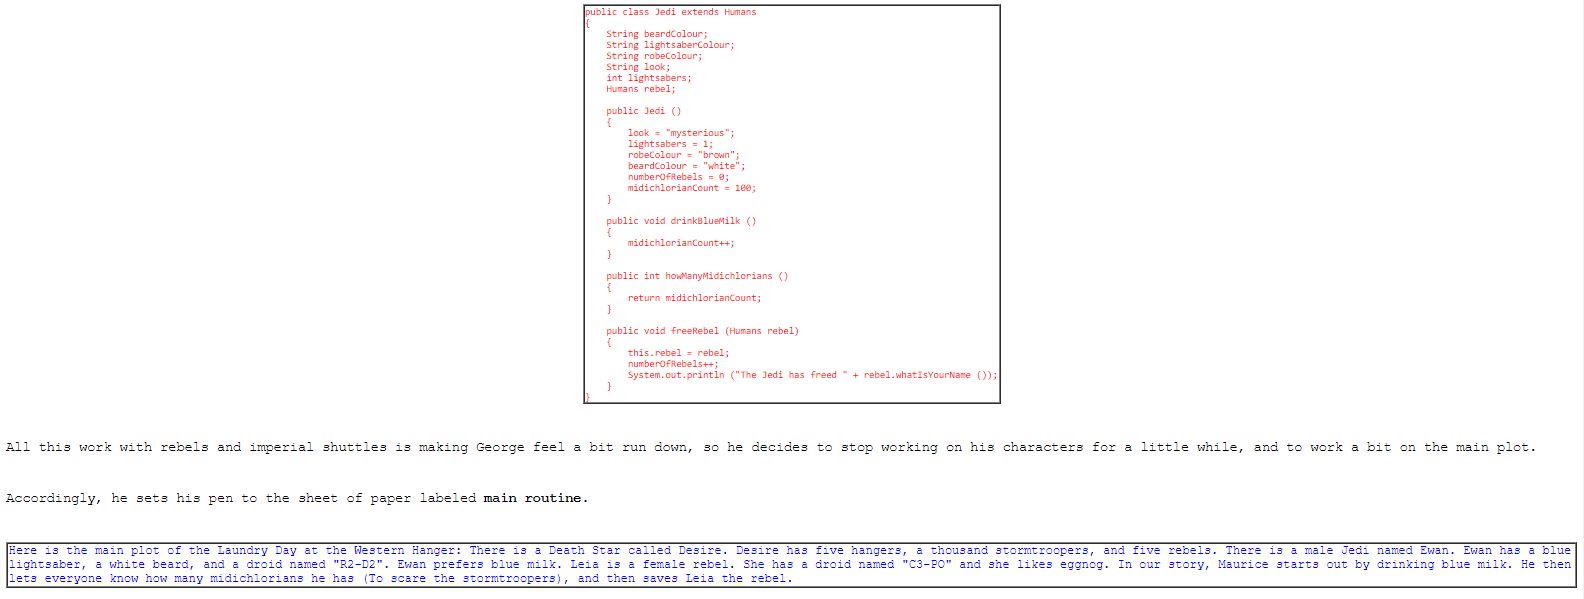 public class Jedi extends Humans
{
String beardColour;
String lightsaberColour;
String robeColour;
String look;
int lightsabers;
Humans rebel;
public Jedi ()
{
look = "mysterious";
lightsabers = 1;
robeColour = "brown";
beardColour = "white";
numberOfRebels = 0;
midichlorianCount = 100;
}
public void drinkBlueMilk ()
{
midichlorianCount++;
}
public int howManyMidichlorians ()
{
return midichlorianCount;
}
public void freeRebel (Humans rebel)
{
this.rebel = rebel;
numberOfRebels++;
System.out.println ("The Jedi has freed " + rebel.whatIsYourName ());
}
}
All this work with rebels and imperial shuttles is making George feel a bit run down, so he decides to stop working on his characters for a little while, and to work a bit on the main plot.
Accordingly, he sets his pen to the sheet of paper labeled main routine.
Here is the main plot of the Laundry Day at the Western Hanger: There is a Death Star called Desire. Desire has five hangers, a thousand stormtroopers, and five rebels. There is a male Jedi named Ewan. Ewan has a blue
lightsaber, a white beard, and a droid named "R2-D2". Ewan prefers blue milk. Leia is a female rebel. She has a droid named "C3-PO" and she likes eggnog. In our story, Maurice starts out by drinking blue milk. He then
lets everyone know how many midichlorians he has (To scare the stormtroopers), and then saves Leia the rebel.